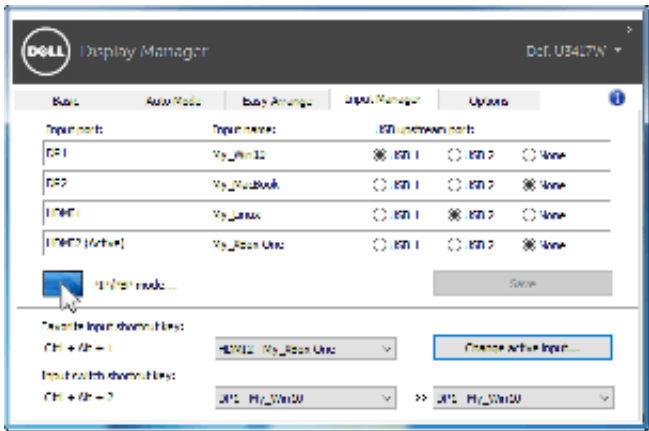 DELL Display Manager Dell U3417W
Basic Auto Mode Easy Arrange Input Manager Options
Input port: Input name: USB upstream port:
DP1 My_Win10 USB 1 USB 2 None
DP2 My_MacBook USB 1 USB 2 None
HDMI1 My_Linux USB 1 USB 2 None
HDMI2 (Active) My_XBox One USB 1 USB 2 None
PIP/PBP mode... Save
Favorite input shortcut key:
Ctrl + Alt + 1 HDMI2 - My_XBox One Change active input...
Input switch shortcut key:
Ctrl + Alt + 2 DP1 - My_Win10 >> DP1 - My_Win10